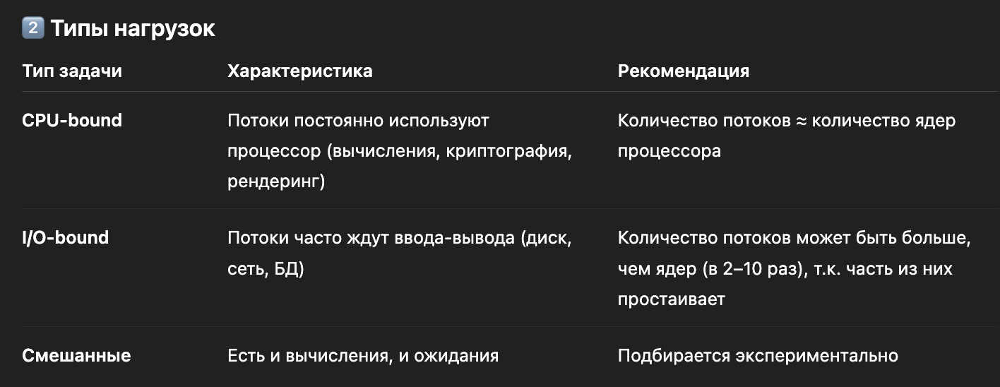 2 Типы нагрузок
Тип задачи Характеристика Рекомендация
CPU-bound Потоки постоянно используют Количество потоков ≈ количество ядер
процессор (вычисления, криптография, процессора
рендеринг)
I/O-bound Потоки часто ждут ввода-вывода (диск, Количество потоков может быть больше,
сеть, БД) чем ядер (в 2–10 раз), т.к. часть из них
простаивает
Смешанные Есть и вычисления, и ожидания Подбирается экспериментально